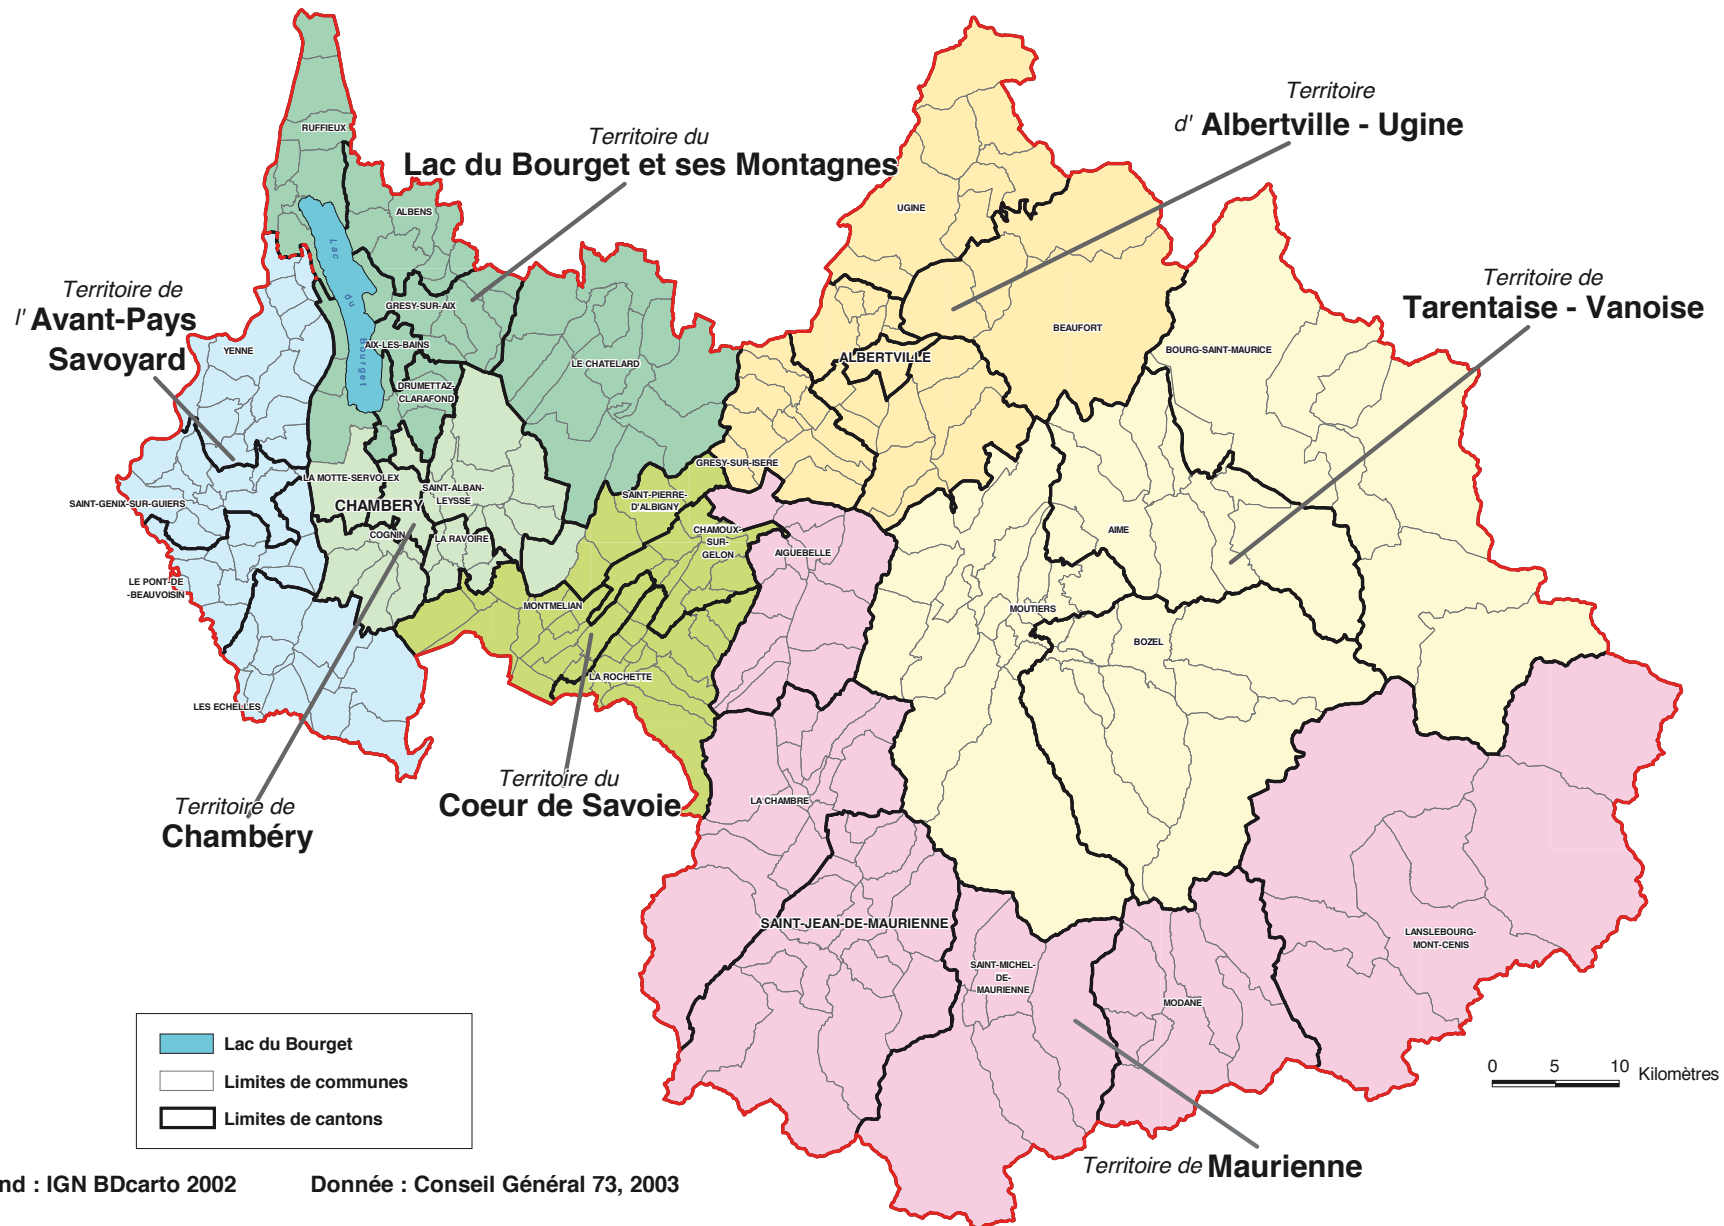 Territoire
d' Albertville - Ugine
Territoire du
Lac du Bourget et ses Montagnes
Territoire de
l' Avant-Pays
Savoyard
Territoire de
Tarentaise - Vanoise
Territoire de
Chambéry
Territoire du
Coeur de Savoie
Territoire de Maurienne
RUFFIEUX
ALBENS
UGINE
Lac
du
Bourget
GRESY-SUR-AIX
AIX-LES-BAINS
DRUMETTAZ-
CLARAFOND
YENNE
LE CHATELARD
ALBERTVILLE
BEAUFORT
BOURG-SAINT-MAURICE
GRESY-SUR-ISERE
LA MOTTE-SERVOLEX
SAINT-ALBAN-
LEYSSE
CHAMBERY
SAINT-GENIX-SUR-GUIERS
COGNIN
LA RAVOIRE
SAINT-PIERRE-
D'ALBIGNY
CHAMOUX-
SUR-
GELON
AIGUEBELLE
AIME
LE PONT-DE
-BEAUVOISIN
MONTMELIAN
MOUTIERS
BOZEL
LA ROCHETTE
LES ECHELLES
LA CHAMBRE
SAINT-JEAN-DE-MAURIENNE
SAINT-MICHEL-
DE-
MAURIENNE
MODANE
LANSLEBOURG-
MONT-CENIS
Lac du Bourget
Limites de communes
Limites de cantons
0 5 10 Kilomètres
nd : IGN BDcarto 2002 Donnée : Conseil Général 73, 2003